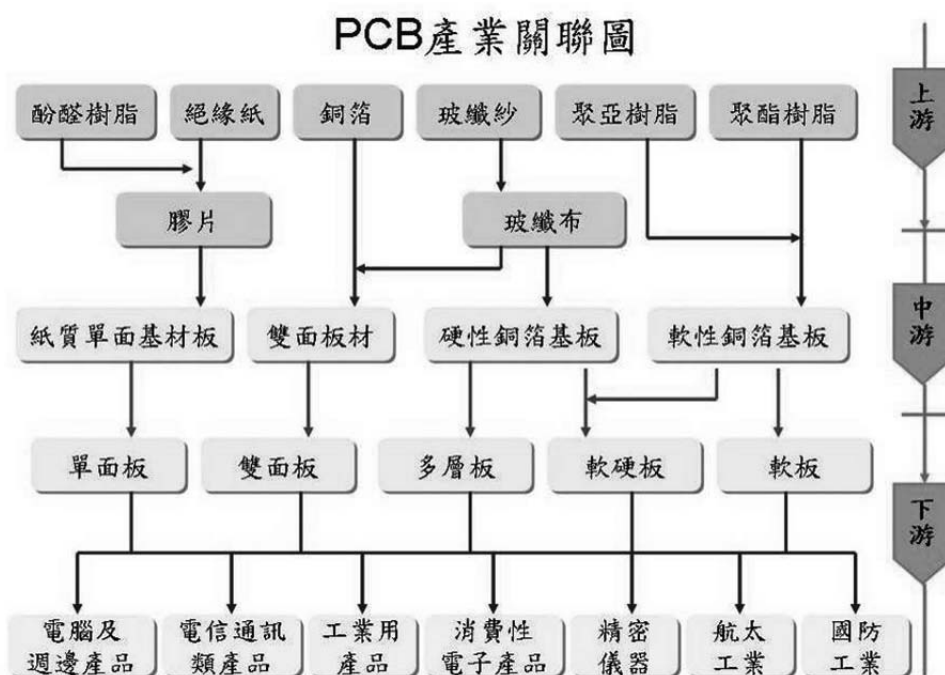 PCB產業關聯圖
酚醛樹脂
絕緣紙
銅箔
玻纖紗
聚亞樹脂
聚酯樹脂
上游
膠片
玻纖布
紙質單面基材板
雙面板材
硬性銅箔基板
軟性銅箔基板
中游
單面板
雙面板
多層板
軟硬板
軟板
下游
電腦及
週邊產品
電信通訊
類產品
工業用
產品
消費性
電子產品
精密
儀器
航太
工業
國防
工業